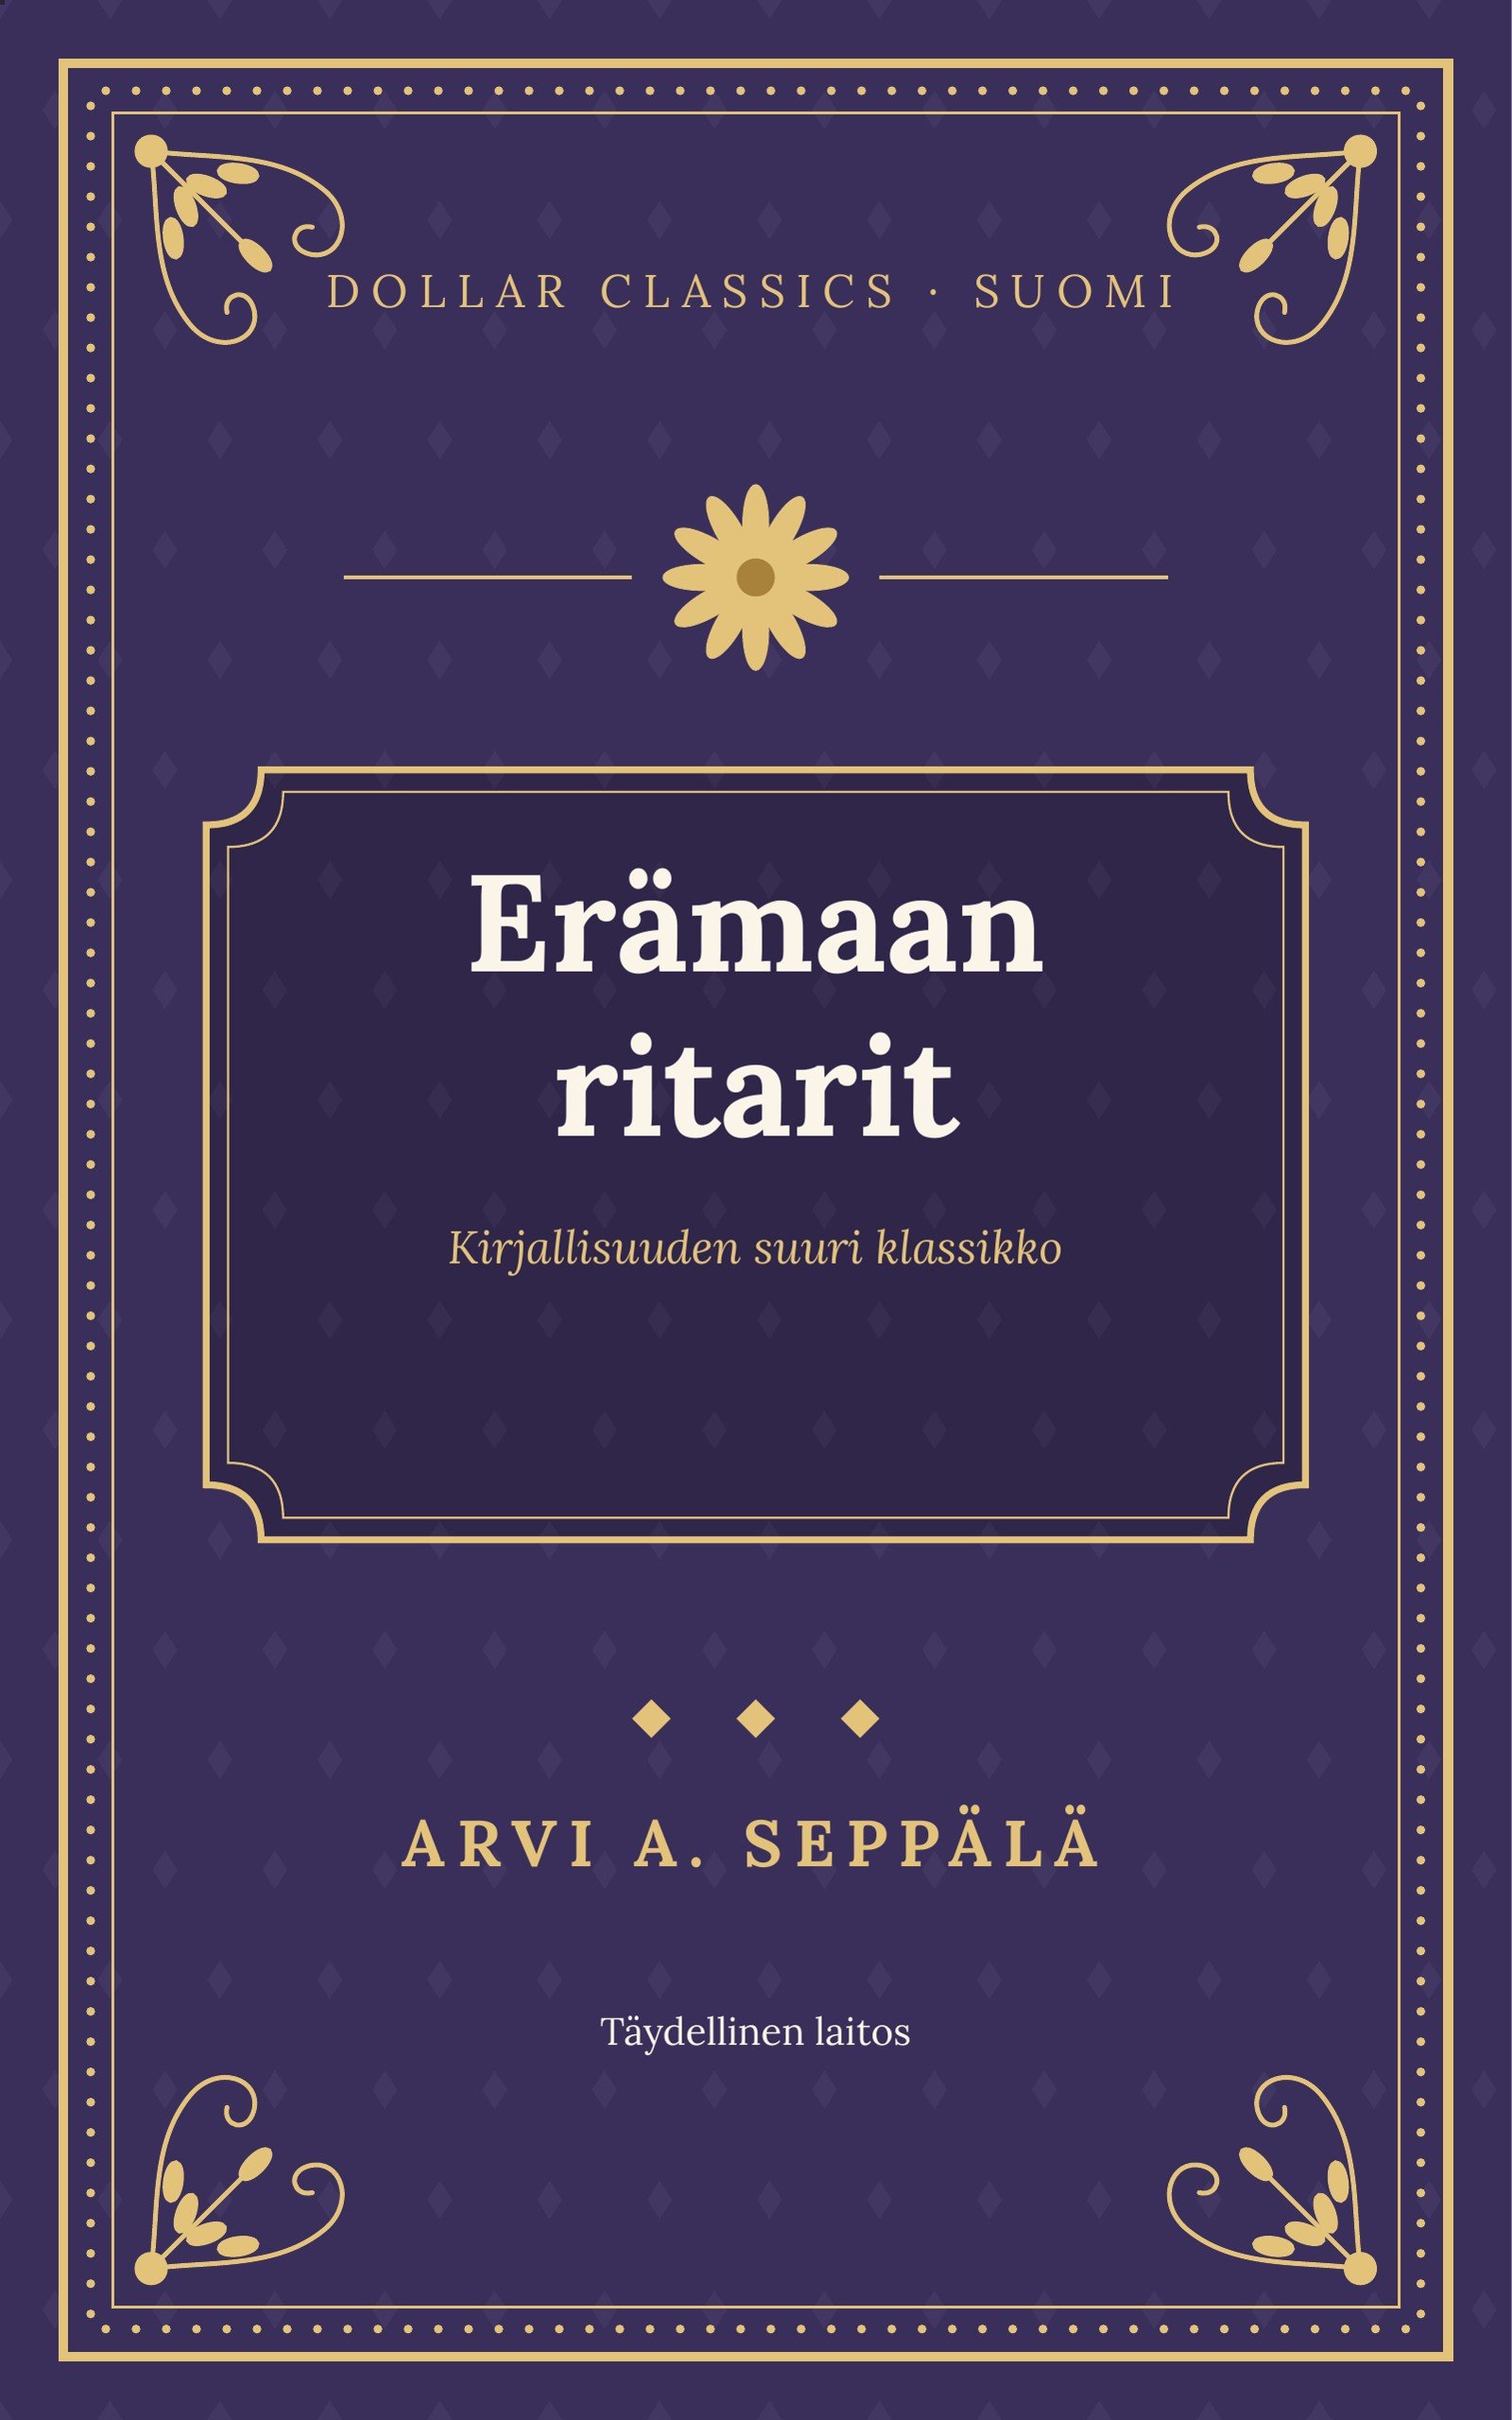 DOLLAR CLASSICS · SUOMI
Erämaan
ritarit
Kirjallisuuden suuri klassikko
ARVI A. SEPPÄLÄ
Täydellinen laitos